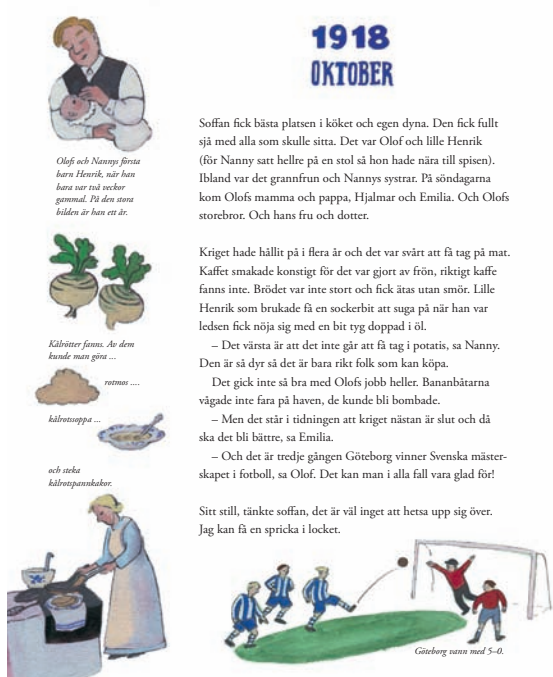 1918
OKTOBER
Olofs och Nannys första
barn Henrik, när han
bara var två veckor
gammal. På den stora
bilden är han ett år.
Soffan fick bästa platsen i köket och egen dyna. Den fick fullt
sjå med alla som skulle sitta. Det var Olof och lille Henrik
(för Nanny satt hellre på en stol så hon hade nära till spisen).
Ibland var det grannfrun och Nannys systrar. På söndagarna
kom Olofs mamma och pappa, Hjalmar och Emilia. Och Olofs
storebror. Och hans fru och dotter.
Kriget hade hållit på i flera år och det var svårt att få tag på mat.
Kaffet smakade konstigt för det var gjort av frön, riktigt kaffe
fanns inte. Brödet var inte stort och fick ätas utan smör. Lille
Henrik som brukade få en sockerbit att suga på när han var
ledsen fick nöja sig med en bit tyg doppad i öl.
– Det värsta är att det inte går att få tag i potatis, sa Nanny.
Den är så dyr så det är bara rikt folk som kan köpa.
Det gick inte så bra med Olofs jobb heller. Bananbåtarna
vågade inte fara på haven, de kunde bli bombade.
– Men det står i tidningen att kriget nästan är slut och då
ska det bli bättre, sa Emilia.
– Och det är tredje gången Göteborg vinner Svenska mäster-
skapet i fotboll, sa Olof. Det kan man i alla fall vara glad för!
Sitt still, tänkte soffan, det är väl inget att hetsa upp sig över.
Jag kan få en spricka i locket.
Kålrötter fanns. Av dem
kunde man göra ...
rotmos ....
kålrotssoppa ...
och steka
kålrotspannkakor.
Göteborg vann med 5–0.